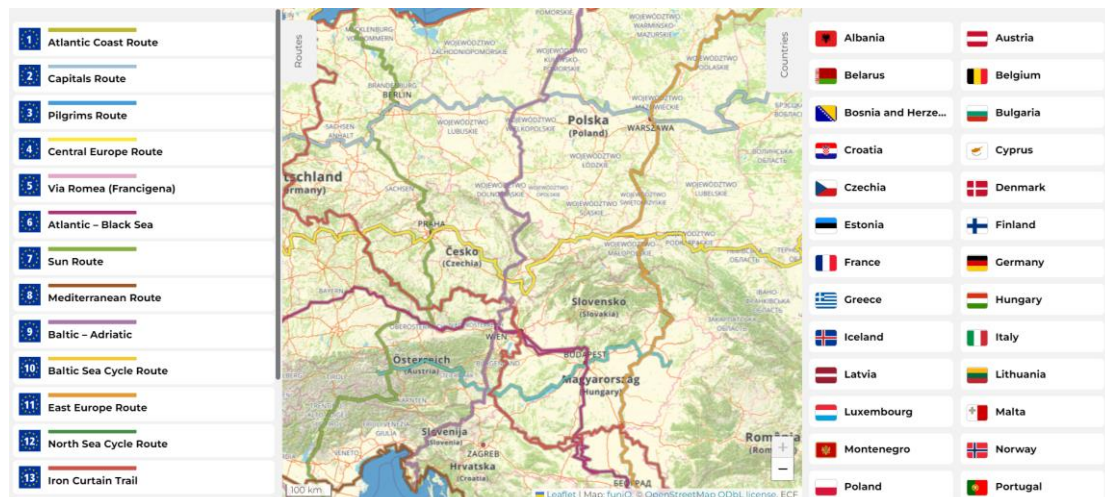 1
Atlantic Coast Route
2
Capitals Route
3
Pilgrims Route
4
Central Europe Route
5
Via Romea (Francigena)
6
Atlantic – Black Sea
7
Sun Route
8
Mediterranean Route
9
Baltic – Adriatic
10
Baltic Sea Cycle Route
11
East Europe Route
12
North Sea Cycle Route
13
Iron Curtain Trail
Routes
BERLIN
Polska
(Poland)
WARSZAWA
PRAHA
Česko
(Czechia)
Slovensko
(Slovakia)
WIEN
Österreich
(Austria)
BUDAPEST
Magyarország
(Hungary)
Slovenija
(Slovenia)
ZAGREB
Hrvatska
(Croatia)
БЕОГРАД
100 km
+
−
Leaflet | Map: funiQ, © OpenStreetMap ODbL license, ECF
Countries
Albania
Austria
Belarus
Belgium
Bosnia and Herze...
Bulgaria
Croatia
Cyprus
Czechia
Denmark
Estonia
Finland
France
Germany
Greece
Hungary
Iceland
Italy
Latvia
Lithuania
Luxembourg
Malta
Montenegro
Norway
Poland
Portugal